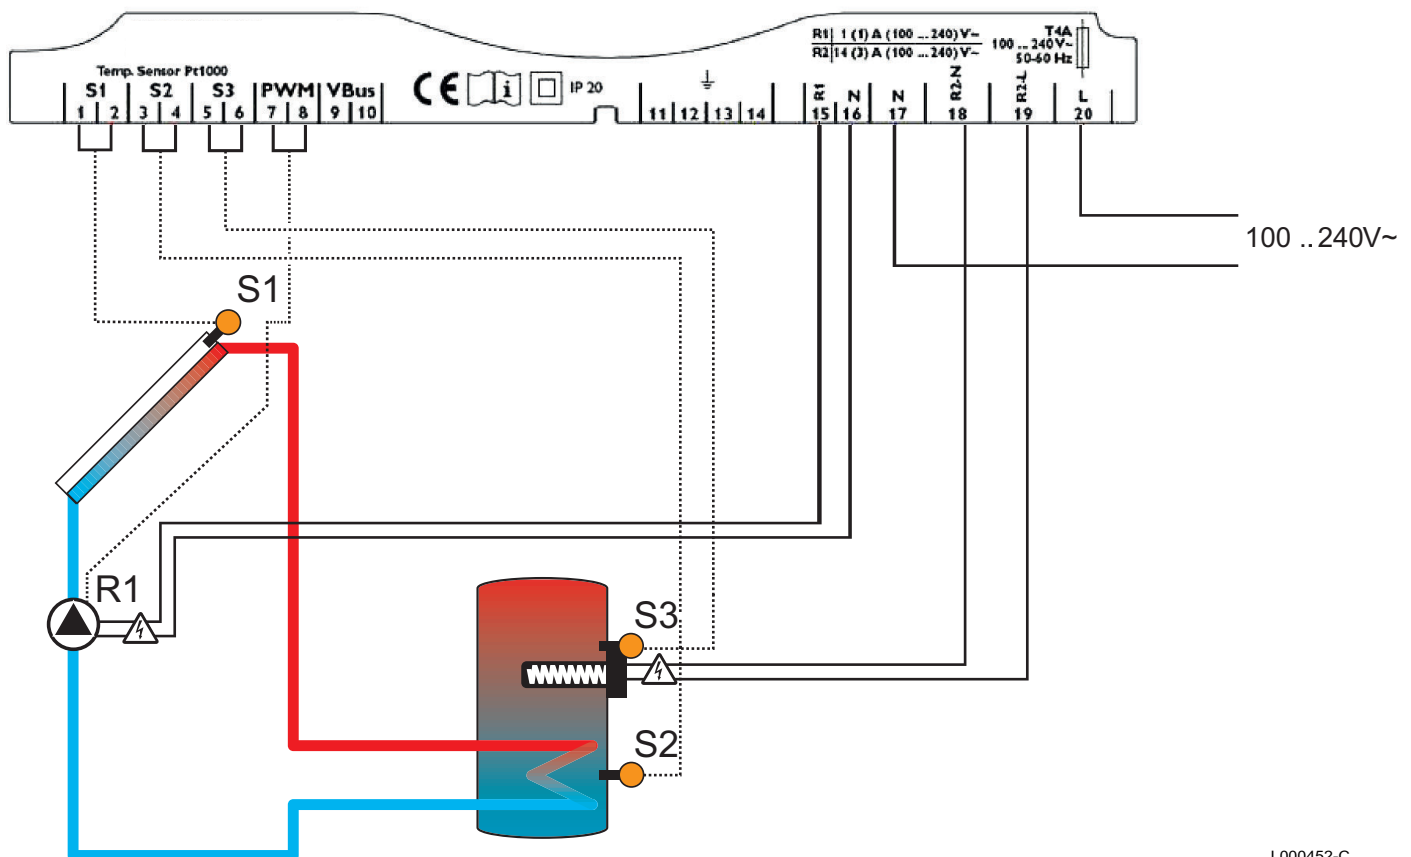 R1 1 (1) A (100 ... 240) V~
R2 14 (3) A (100 ... 240) V~
T4A
100 ... 240 V~
50-60 Hz
Temp. Sensor Pt1000
S1 S2 S3 PWM VBus
CE i IP 20
R1 N N R2-N R2-L L
1 2 3 4 5 6 7 8 9 10 11 12 13 14 15 16 17 18 19 20
100 .. 240V~
S1
R1
S3
S2
L000452-C